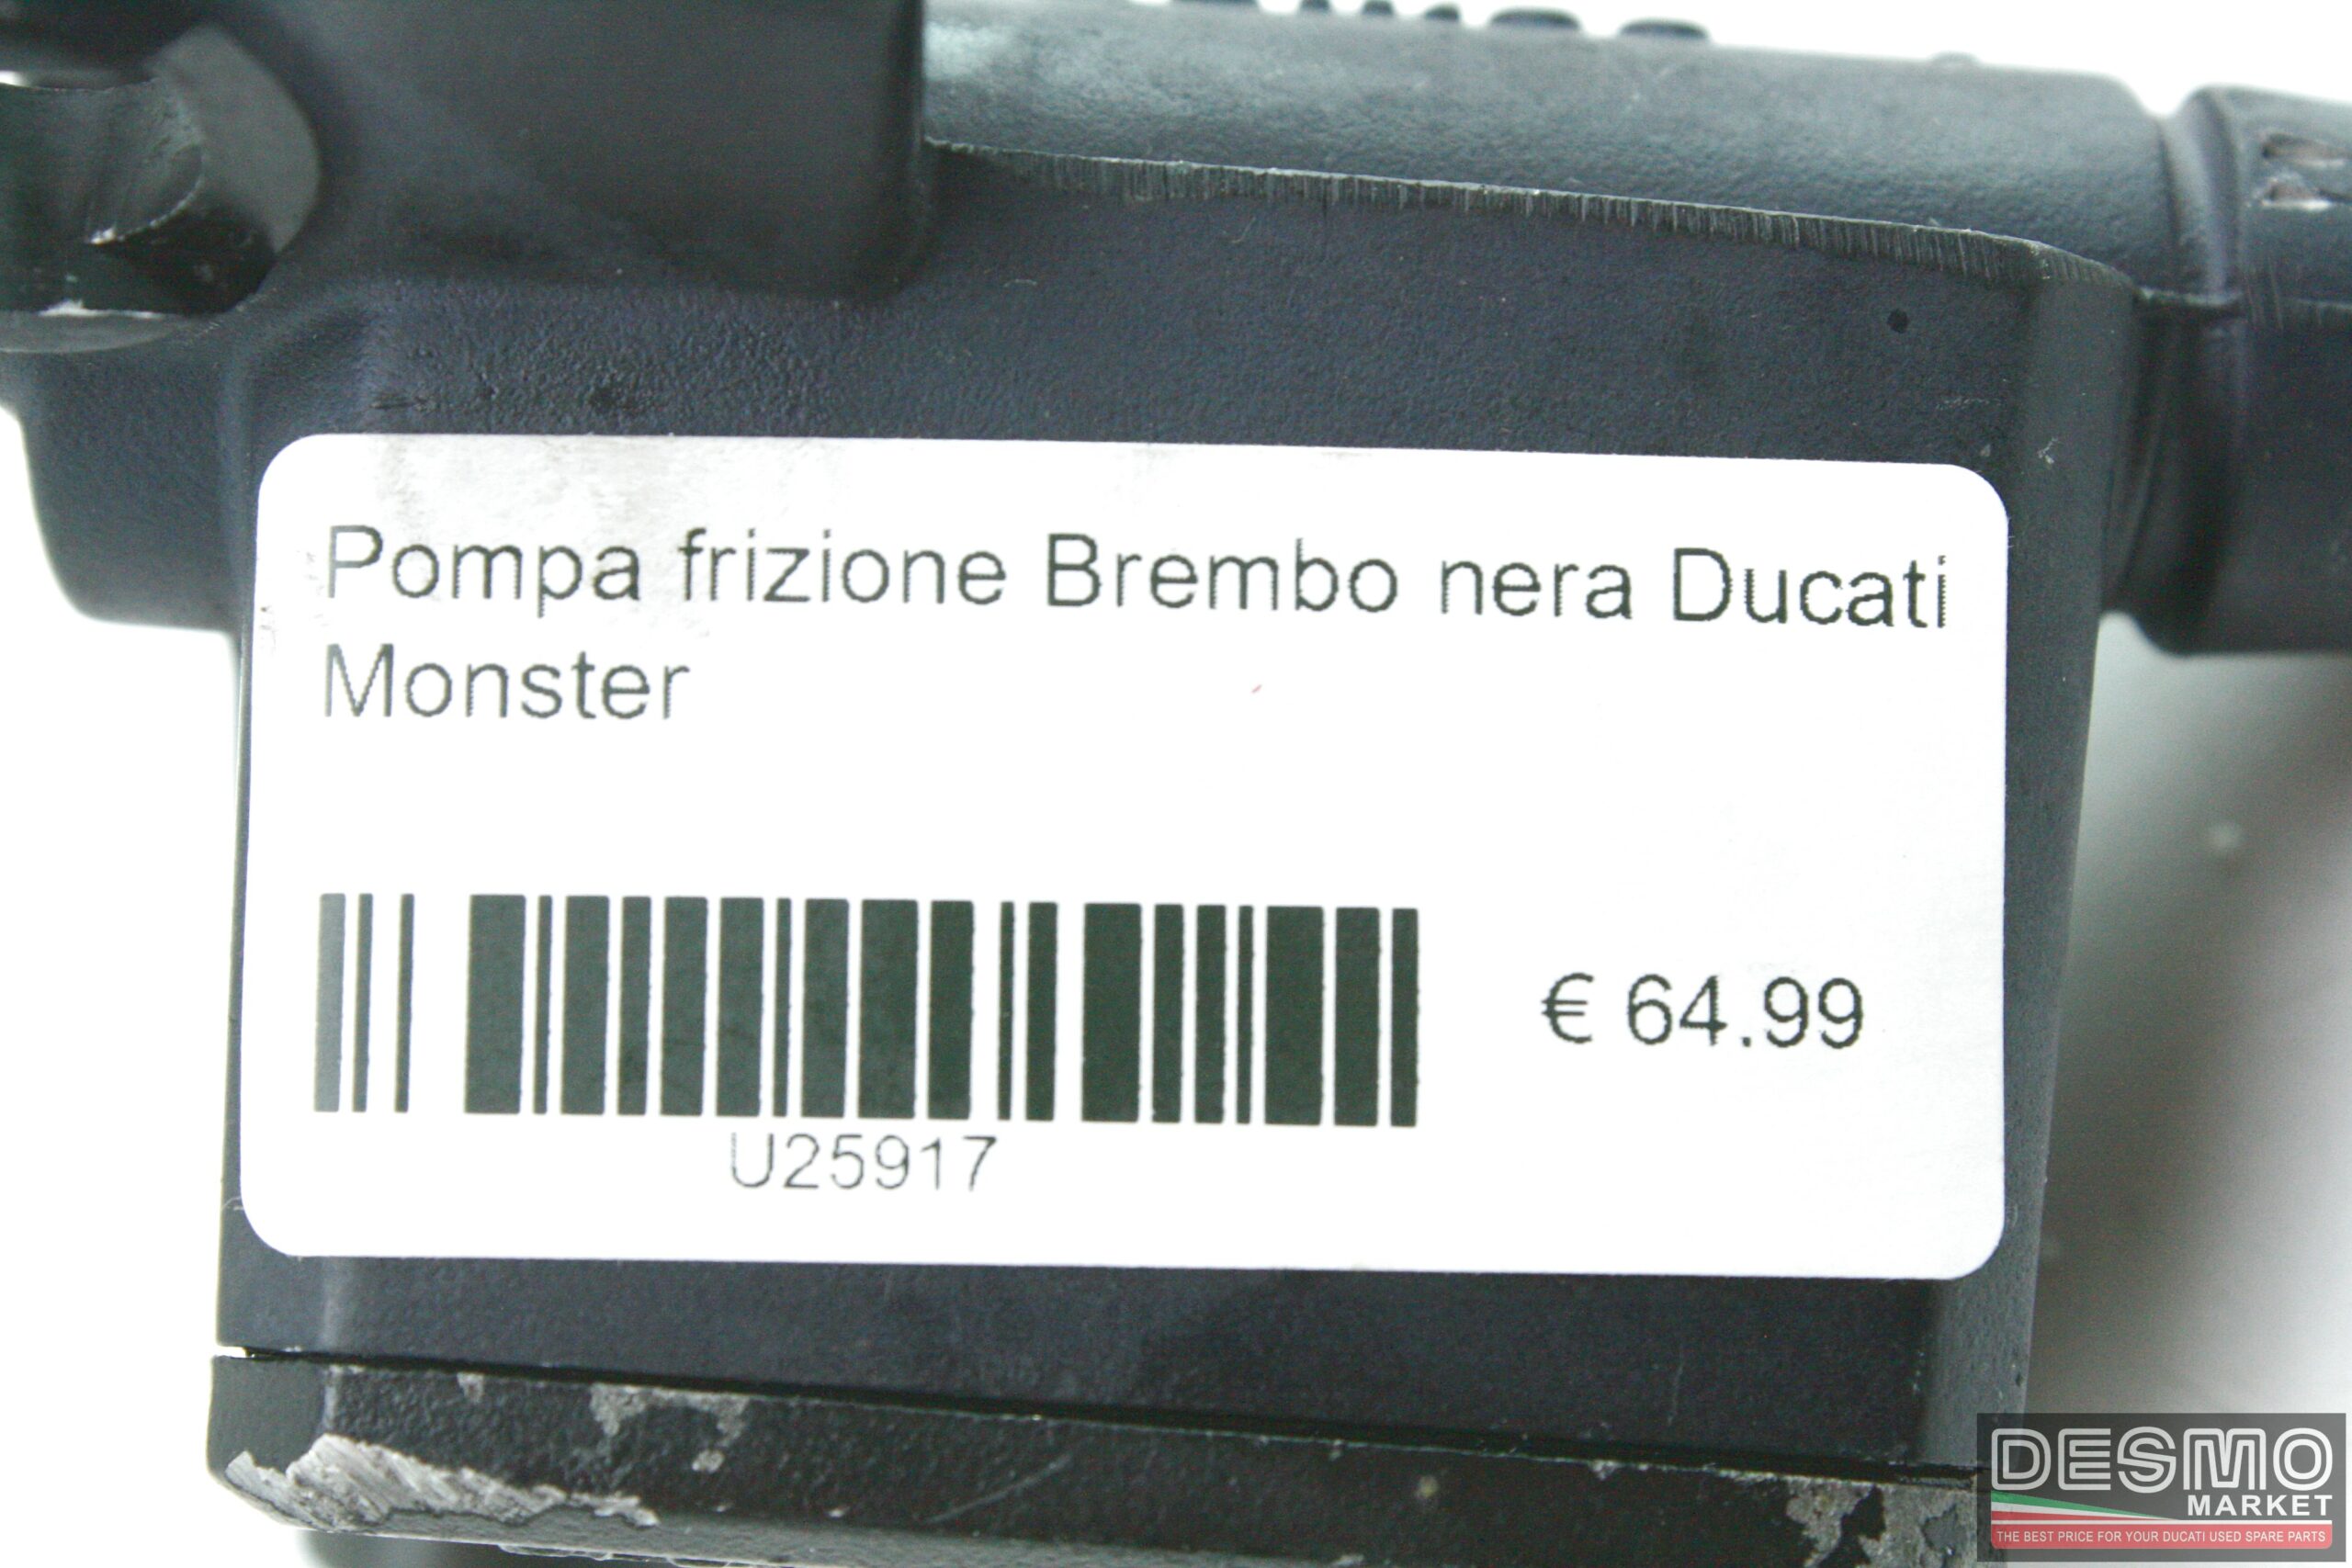 Pompa frizione Brembo nera Ducati
Monster
€ 64.99
U25917
DESMO
MARKET
THE BEST PRICE FOR YOUR DUCATI USED SPARE PARTS